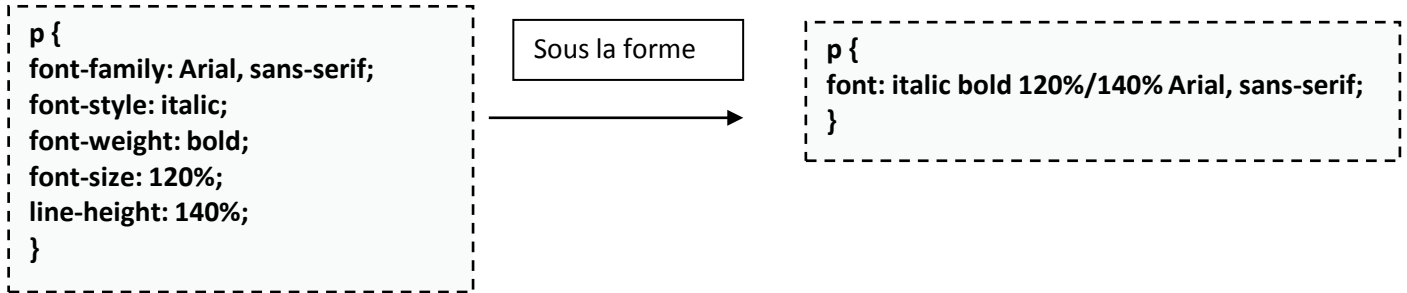 p {
font-family: Arial, sans-serif;
font-style: italic;
font-weight: bold;
font-size: 120%;
line-height: 140%;
}
Sous la forme
p {
font: italic bold 120%/140% Arial, sans-serif;
}